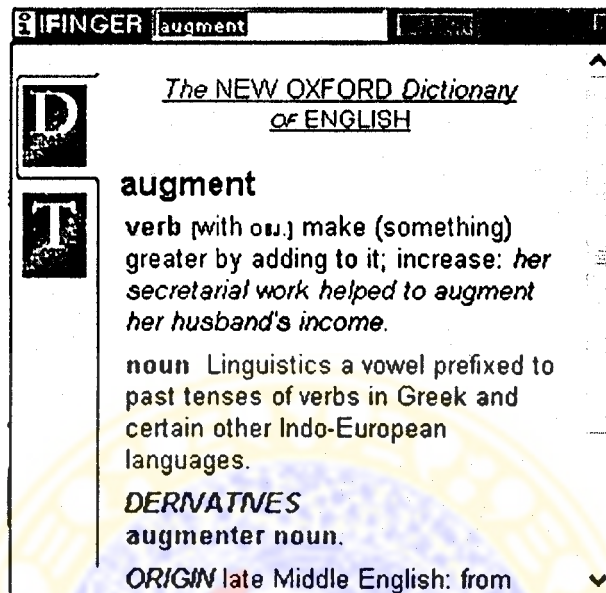 iFINGER augment
D
The NEW OXFORD Dictionary
OF ENGLISH
augment
verb [with obj.] make (something)
greater by adding to it; increase: her
secretarial work helped to augment
her husband's income.
T
noun Linguistics a vowel prefixed to
past tenses of verbs in Greek and
certain other Indo-European
languages.
DERIVATIVES
augmenter noun.
ORIGIN late Middle English: from